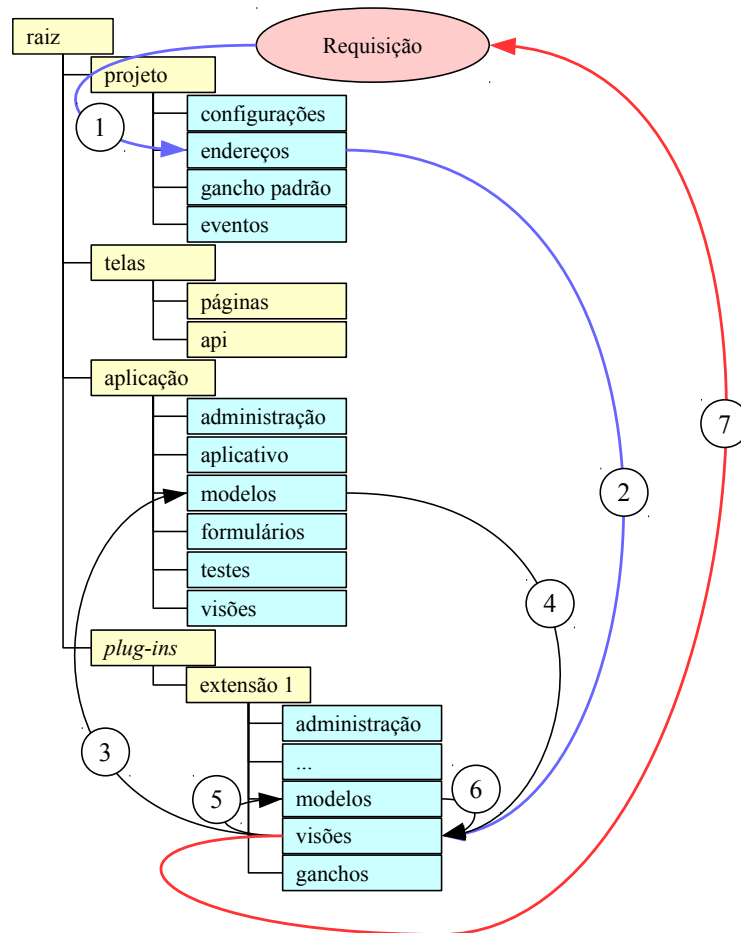 Requisição
raiz
projeto
configurações
1
endereços
gancho padrão
eventos
telas
páginas
api
aplicação
administração
7
aplicativo
modelos
2
formulários
testes
visões
4
plug-ins
extensão 1
administração
3
...
5
modelos
6
visões
ganchos